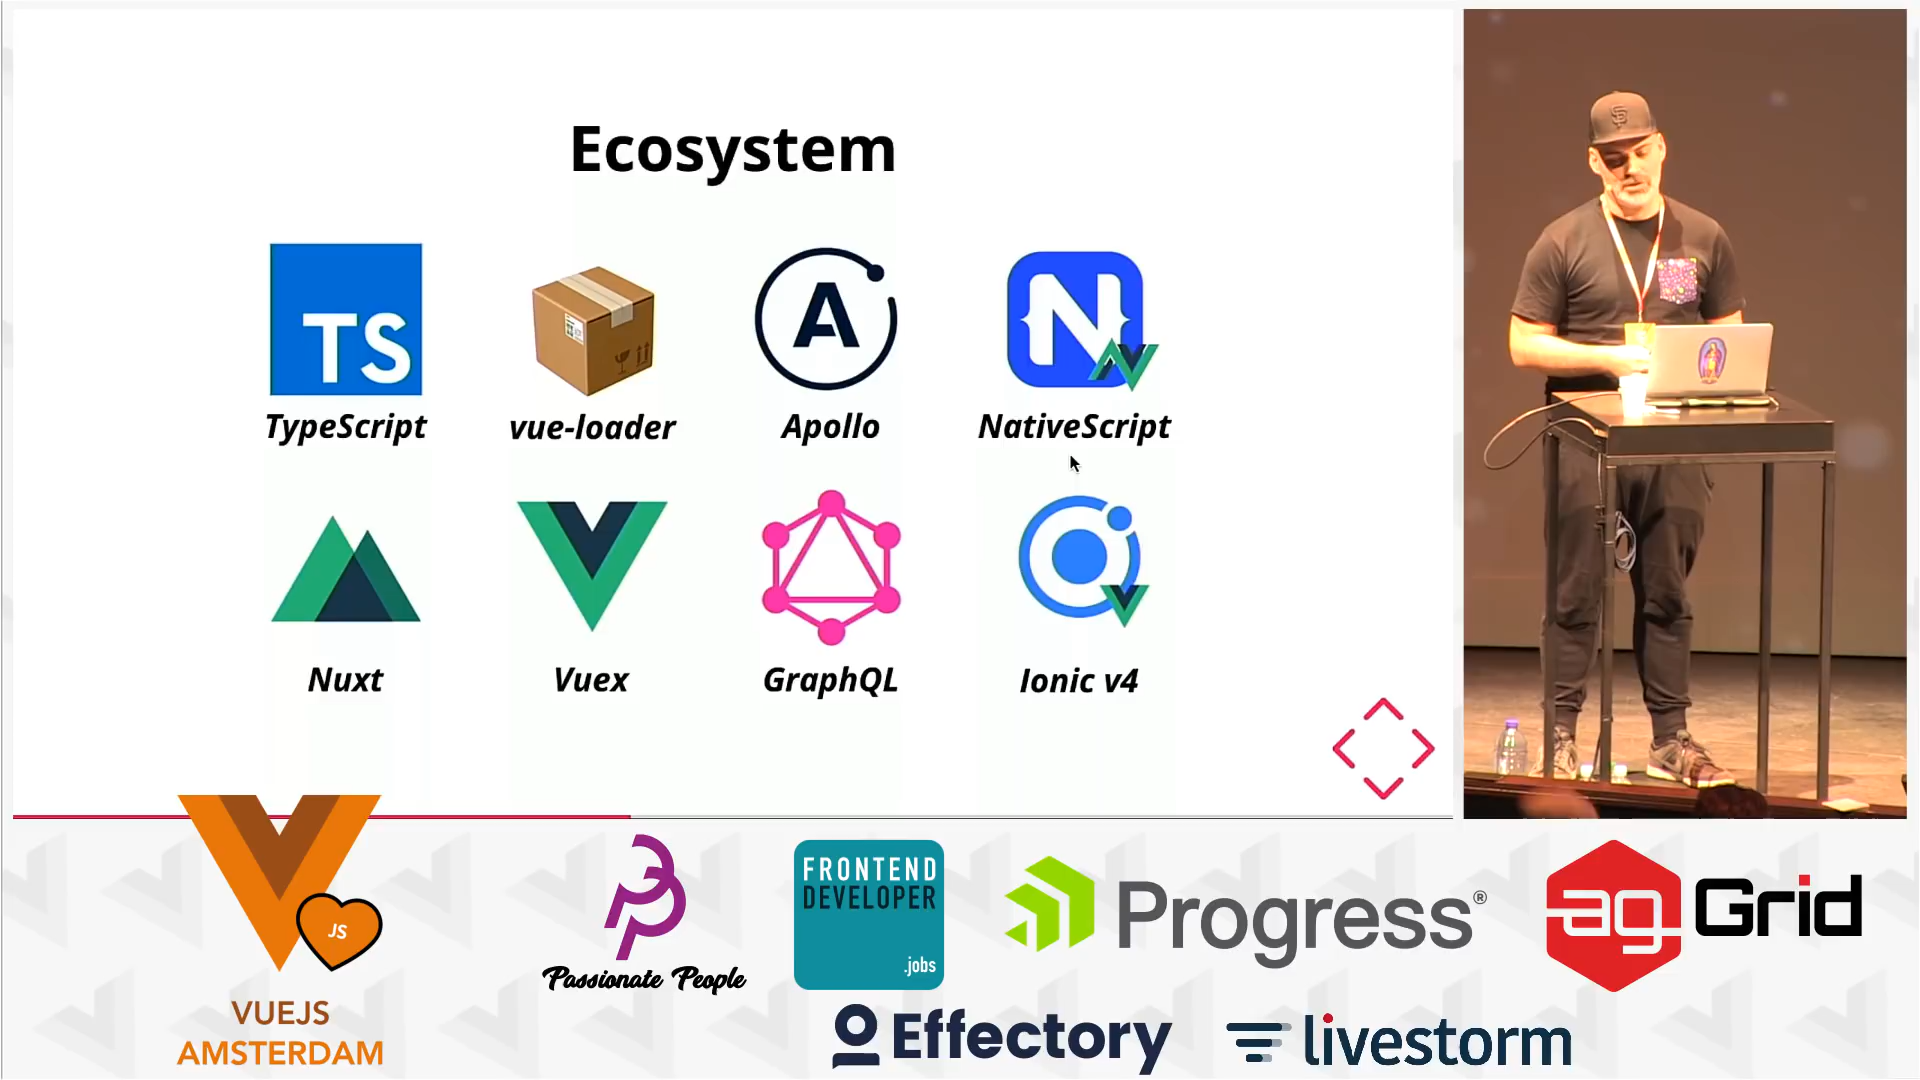 Ecosystem
TS
A
N
TypeScript
vue-loader
Apollo
NativeScript
Nuxt
Vuex
GraphQL
Ionic v4
SF
JS
VUEJS
AMSTERDAM
Passionate People
FRONTEND
DEVELOPER
.jobs
Progress®
ag Grid
Effectory
livestorm